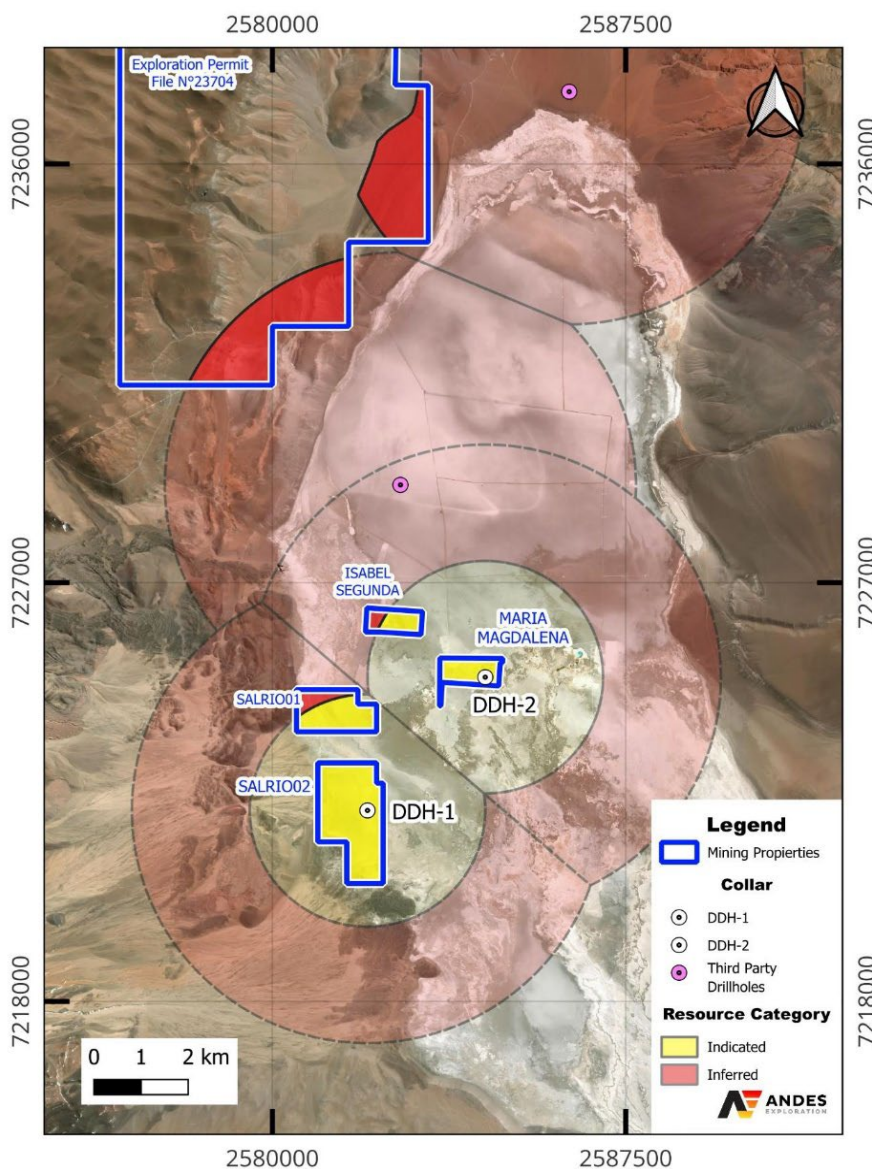 2580000
2587500
Exploration Permit
File N°23704
7236000
7236000
7227000
7227000
ISABEL
SEGUNDA
MARIA
MAGDALENA
SALRIO01
DDH-2
SALRIO02
DDH-1
7218000
7218000
0 1 2 km
Legend
Mining Propierties
Collar
DDH-1
DDH-2
Third Party
Drillholes
Resource Category
Indicated
Inferred
ANDES
EXPLORATION
2580000
2587500